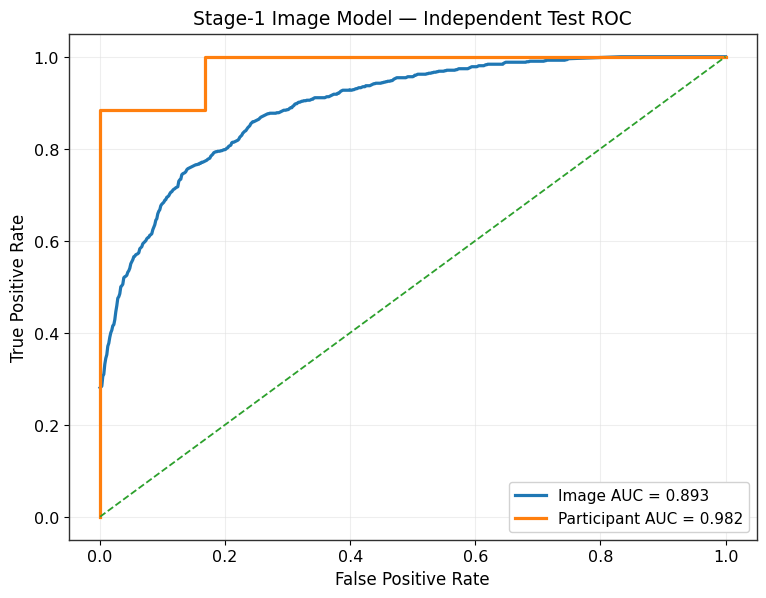 Stage-1 Image Model — Independent Test ROC
True Positive Rate
1.0
0.8
0.6
0.4
0.2
0.0
Image AUC = 0.893
Participant AUC = 0.982
0.0 0.2 0.4 0.6 0.8 1.0
False Positive Rate